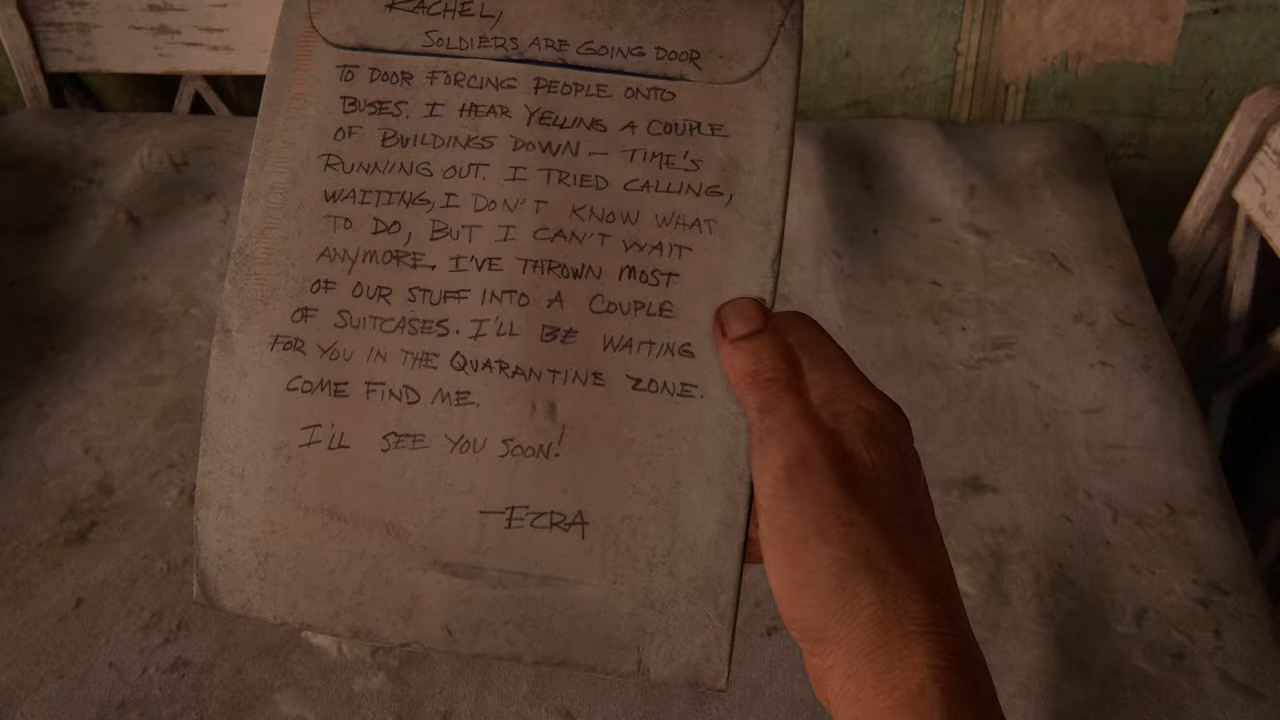 RACHEL,
SOLDIERS ARE GOING DOOR
TO DOOR FORCING PEOPLE ONTO
BUSES. I HEAR YELLING A COUPLE
OF BUILDINGS DOWN — TIME'S
RUNNING OUT. I TRIED CALLING,
WAITING, I DON'T KNOW WHAT
TO DO, BUT I CAN'T WAIT
ANYMORE. I'VE THROWN MOST
OF OUR STUFF INTO A COUPLE
OF SUITCASES. I'LL BE WAITING
FOR YOU IN THE QUARANTINE ZONE.
COME FIND ME.
I'LL SEE YOU SOON!
—EZRA